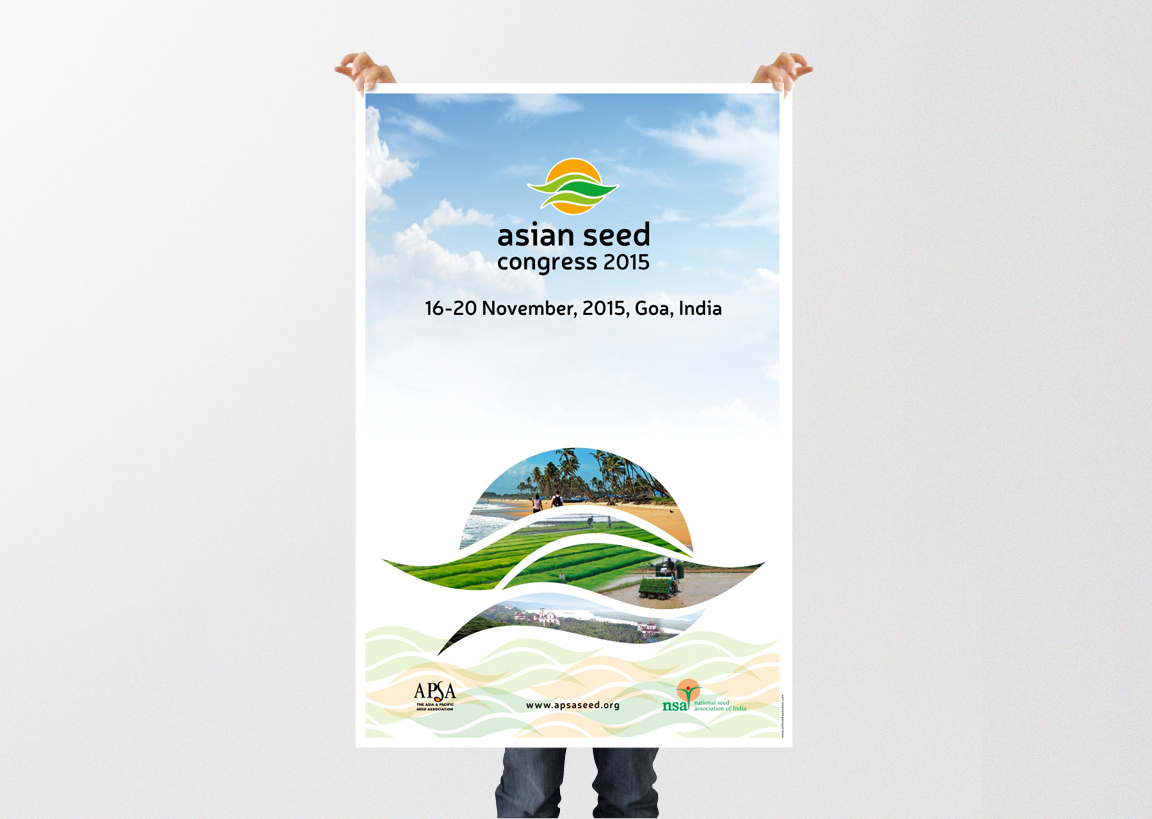 asian seed
congress 2015
16-20 November, 2015, Goa, India
APSA
THE ASIA & PACIFIC
SEED ASSOCIATION
www.apsaseed.org
nsai
national seed
association of India